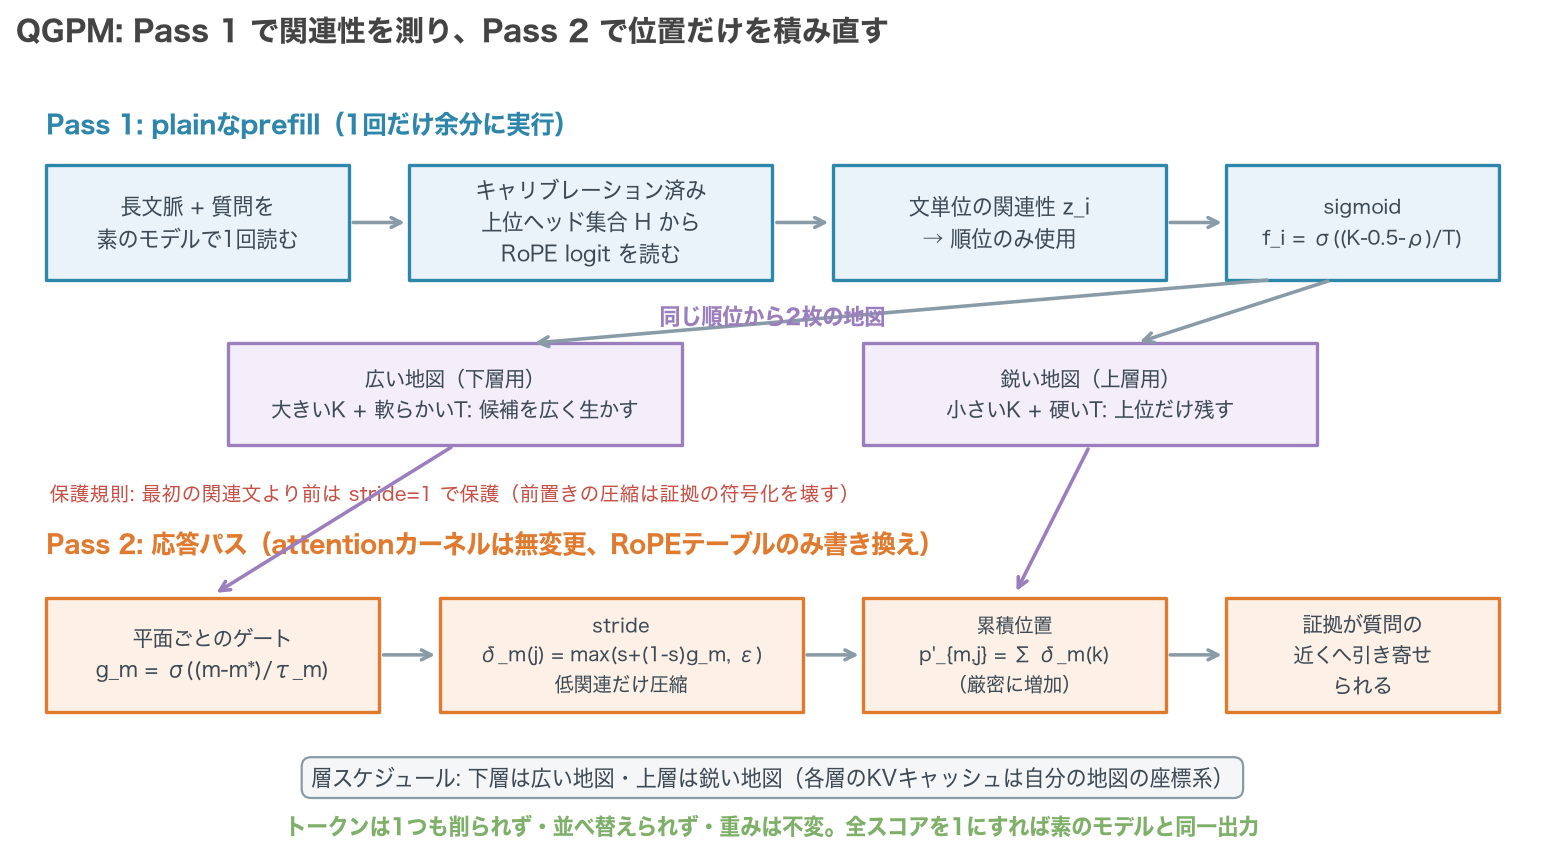 QGPM: Pass 1 で関連性を測り、Pass 2 で位置だけを積み直す
Pass 1: plainなprefill（1回だけ余分に実行）
長文脈 + 質問を
素のモデルで1回読む
キャリブレーション済み
上位ヘッド集合 H から
RoPE logit を読む
文単位の関連性 z_i
→ 順位のみ使用
sigmoid
f_i = σ((K-0.5-ρ)/T)
同じ順位から2枚の地図
広い地図（下層用）
大きいK + 軟らかいT: 候補を広く生かす
鋭い地図（上層用）
小さいK + 硬いT: 上位だけ残す
保護規則: 最初の関連文より前は stride=1 で保護（前置きの圧縮は証拠の符号化を壊す）
Pass 2: 応答パス（attentionカーネルは無変更、RoPEテーブルのみ書き換え）
平面ごとのゲート
g_m = σ((m-m*)/τ_m)
stride
δ_m(j) = max(s+(1-s)g_m, ε)
低関連だけ圧縮
累積位置
p'_{m,j} = Σ δ_m(k)
（厳密に増加）
証拠が質問の
近くへ引き寄せ
られる
層スケジュール: 下層は広い地図・上層は鋭い地図（各層のKVキャッシュは自分の地図の座標系）
トークンは1つも削られず・並べ替えられず・重みは不変。全スコアを1にすれば素のモデルと同一出力